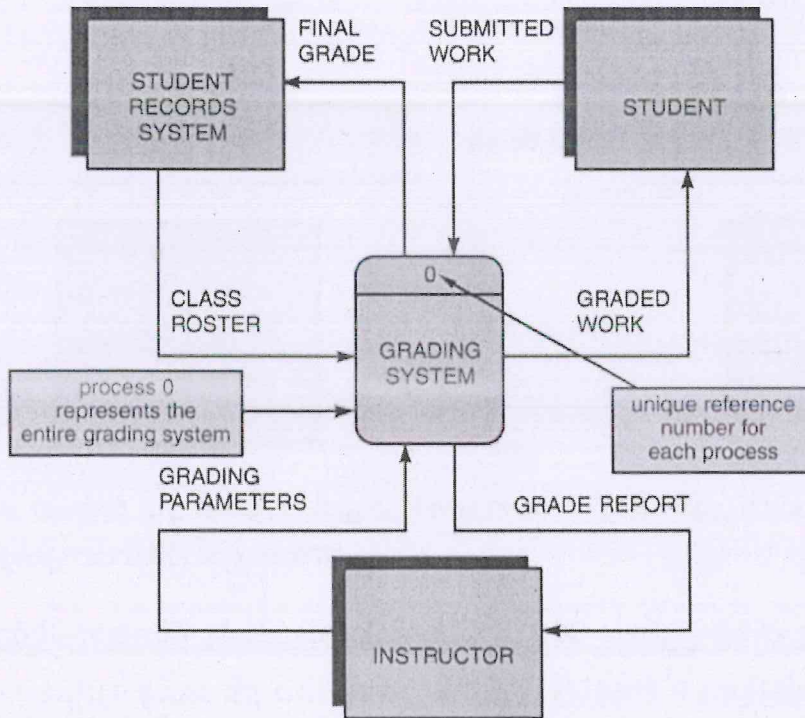 FINAL
GRADE
SUBMITTED
WORK
STUDENT
RECORDS
SYSTEM
STUDENT
0
CLASS
ROSTER
GRADED
WORK
GRADING
SYSTEM
process 0
represents the
entire grading system
unique reference
number for
each process
GRADING
PARAMETERS
GRADE REPORT
INSTRUCTOR